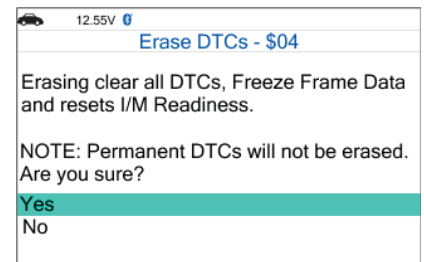 12.55V
Erase DTCs - $04
Erasing clear all DTCs, Freeze Frame Data
and resets I/M Readiness.
NOTE: Permanent DTCs will not be erased.
Are you sure?
Yes
No